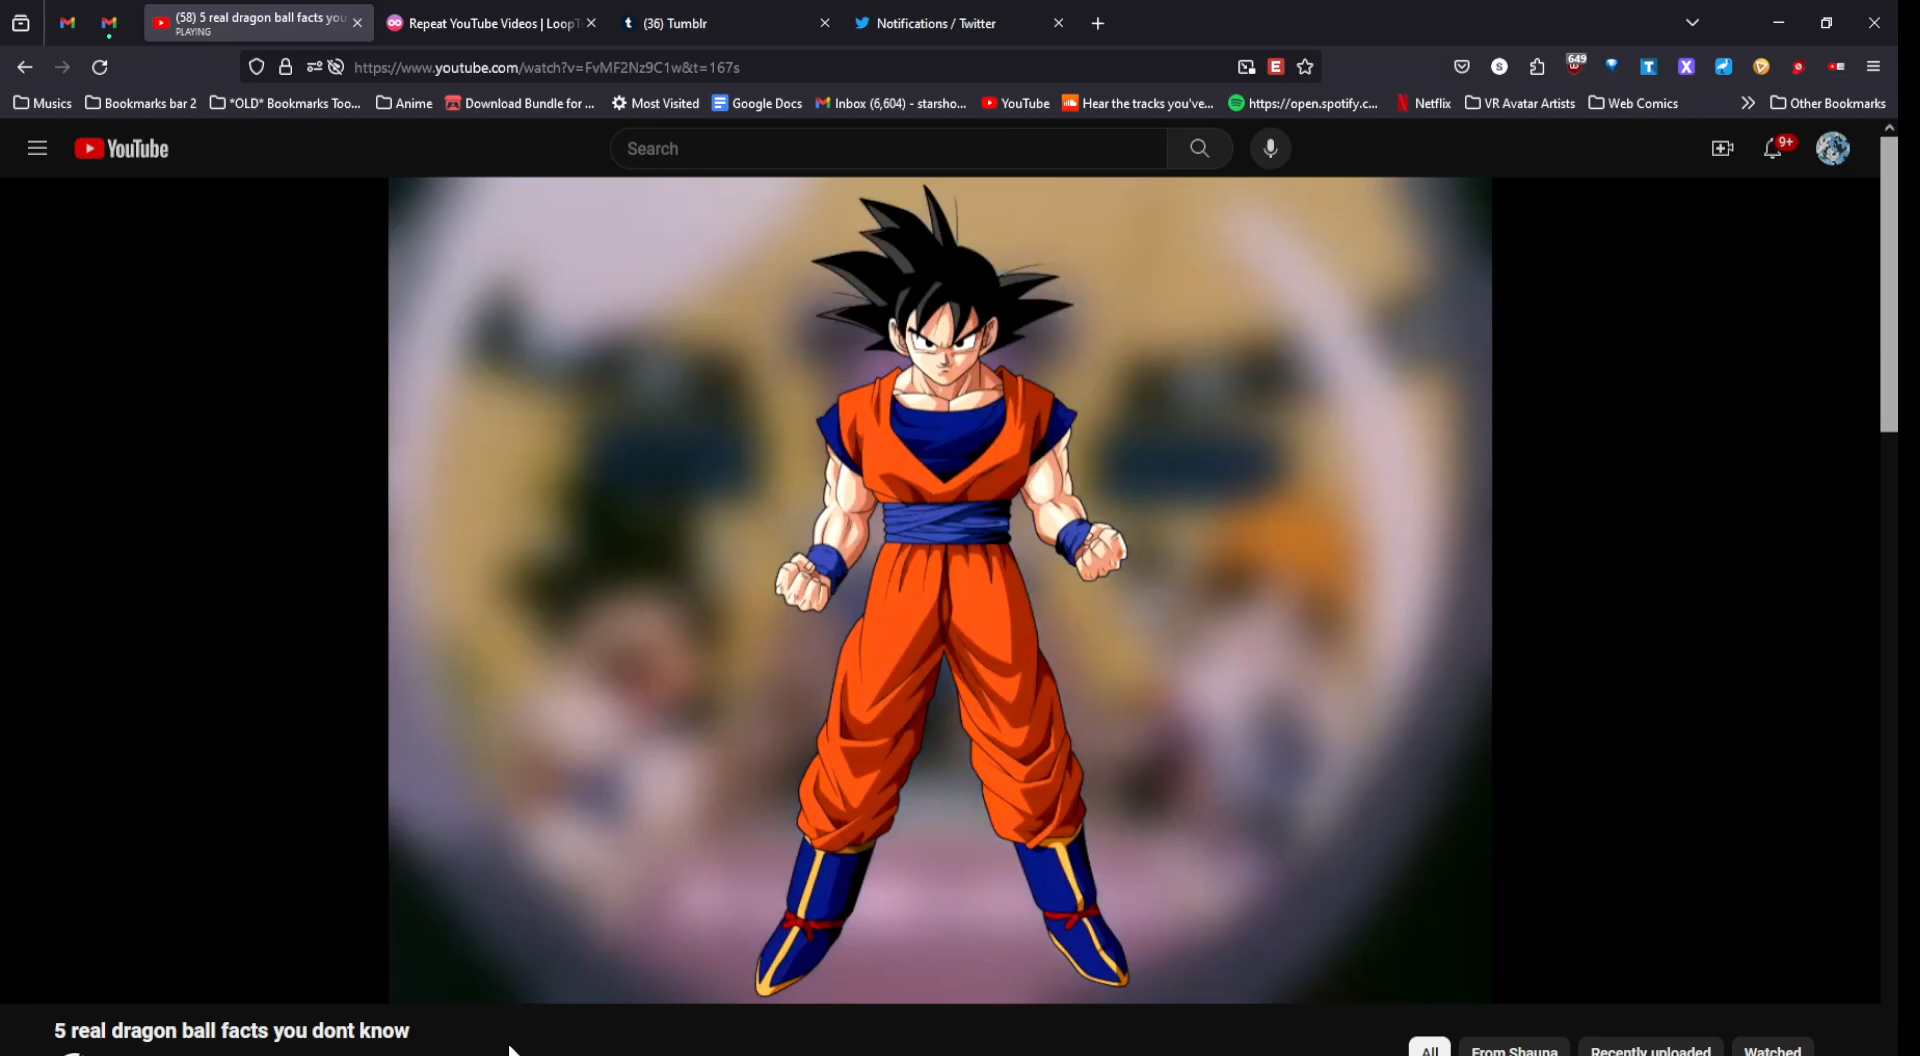 (58) 5 real dragon ball facts you
PLAYING
Repeat YouTube Videos | Loop
(36) Tumblr
Notifications / Twitter
https://www.youtube.com/watch?v=FvMF2Nz9C1w&t=167s
649
Musics
Bookmarks bar 2
*OLD* Bookmarks Too...
Anime
Download Bundle for ...
Most Visited
Google Docs
Inbox (6,604) - starsho...
YouTube
Hear the tracks you've...
https://open.spotify.c...
Netflix
VR Avatar Artists
Web Comics
Other Bookmarks
YouTube
Search
9+
5 real dragon ball facts you dont know
All
From Shauna
Recently uploaded
Watched